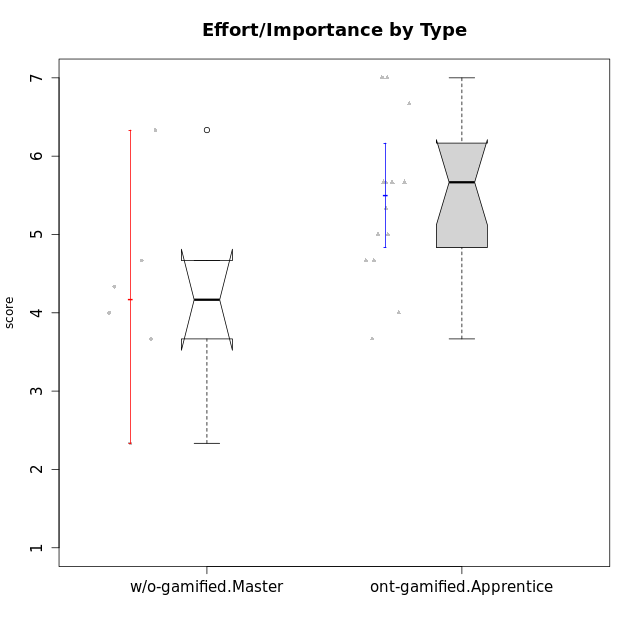 Effort/Importance by Type
7
6
5
4
3
2
1
score
w/o-gamified.Master
ont-gamified.Apprentice